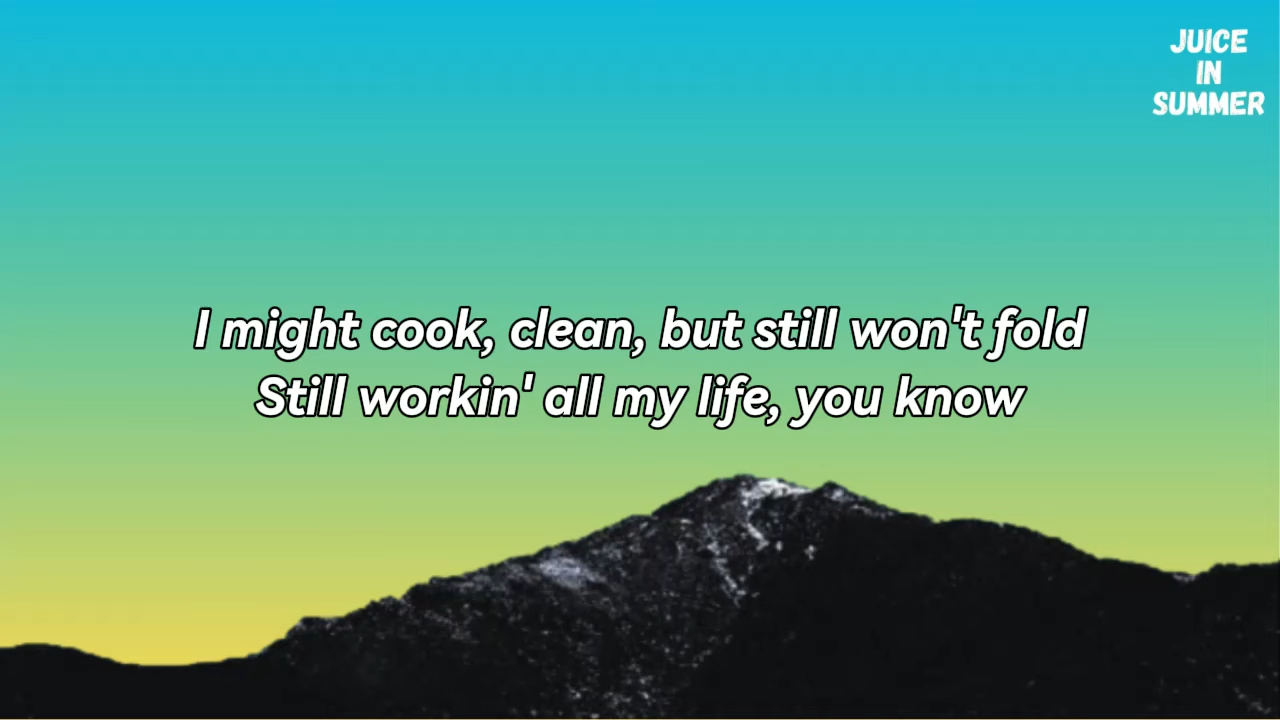 JUICE
IN
SUMMER
I might cook, clean, but still won't fold
Still workin' all my life, you know